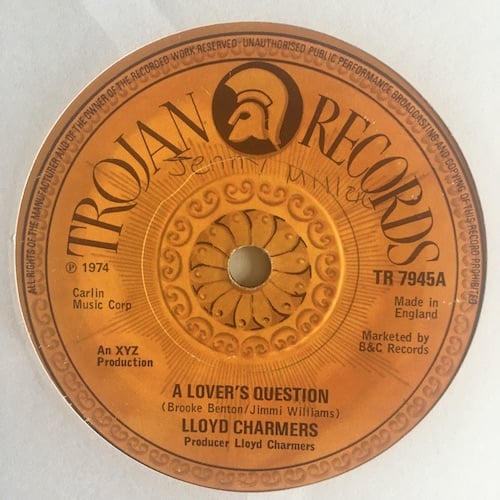 ALL RIGHTS OF THE MANUFACTURER AND OF THE OWNER OF THE RECORDED WORK RESERVED · UNAUTHORISED PUBLIC PERFORMANCE BROADCASTING AND COPYING OF THIS RECORD PROHIBITED
TROJAN RECORDS
Jenny
℗ 1974
TR 7945A
Carlin
Music Corp
Made in
England
An XYZ
Production
Marketed by
B&C Records
A LOVER'S QUESTION
(Brooke Benton/Jimmi Williams)
LLOYD CHARMERS
Producer Lloyd Charmers